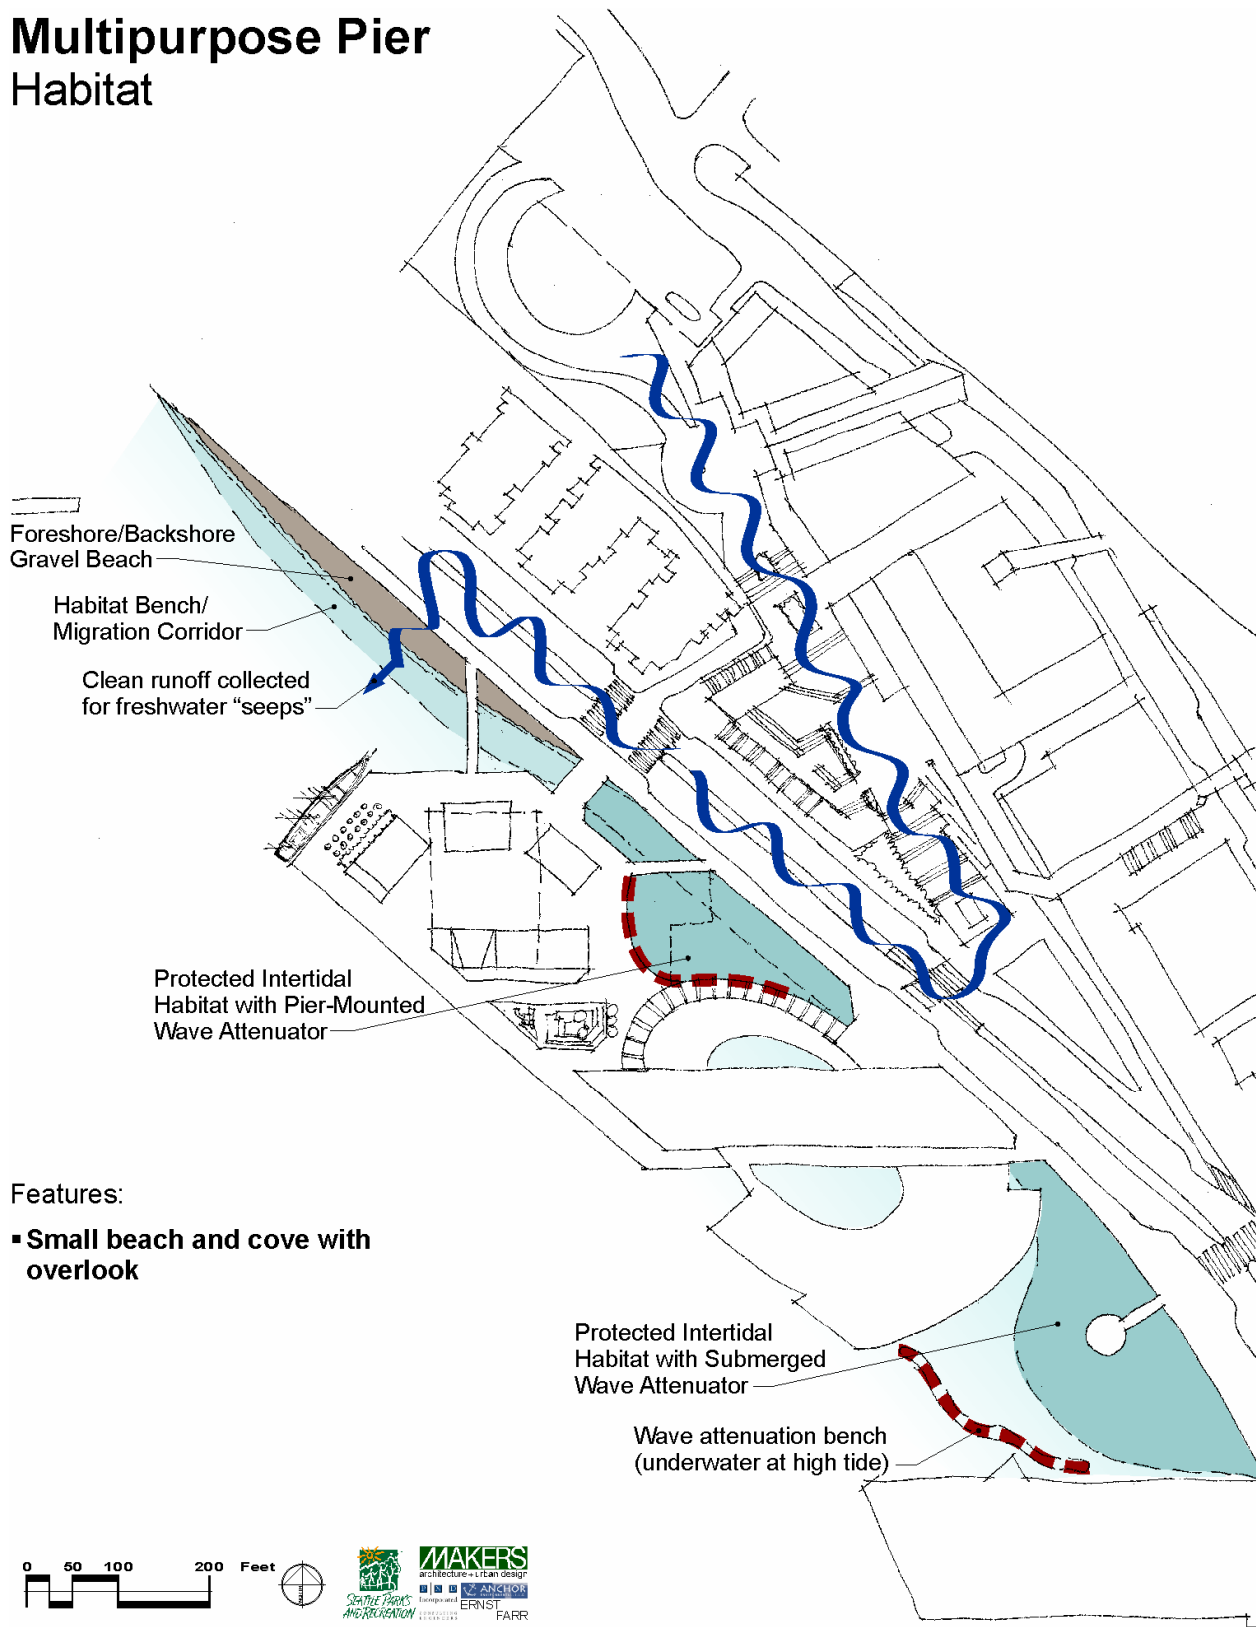 Multipurpose Pier
Habitat
Foreshore/Backshore
Gravel Beach
Habitat Bench/
Migration Corridor
Clean runoff collected
for freshwater “seeps”
Protected Intertidal
Habitat with Pier-Mounted
Wave Attenuator
Features:
▪ Small beach and cove with
overlook
Protected Intertidal
Habitat with Submerged
Wave Attenuator
Wave attenuation bench
(underwater at high tide)
0 50 100 200 Feet
SEATTLE PARKS
AND RECREATION
MAKERS
architecture + urban design
Incorporated
ANCHOR
ERNST
FARR